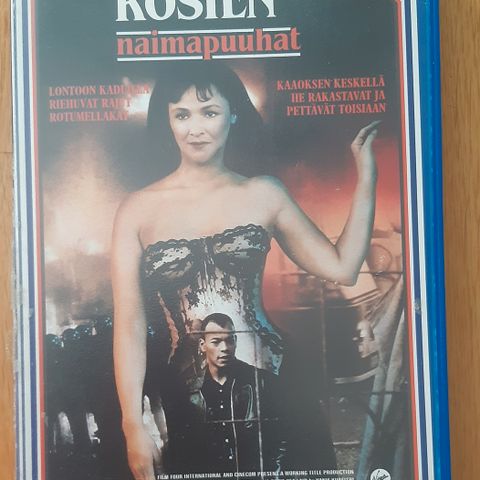 ROSIEN
naimapuuhat
LONTOON KADUILLA
RIEHUVAT RAJUT
ROTUMELLAKAT
KAAOKSEN KESKELLÄ
HE RAKASTAVAT JA
PETTÄVÄT TOISIAAN
FILM FOUR INTERNATIONAL AND CINECOM PRESENT A WORKING TITLE PRODUCTION